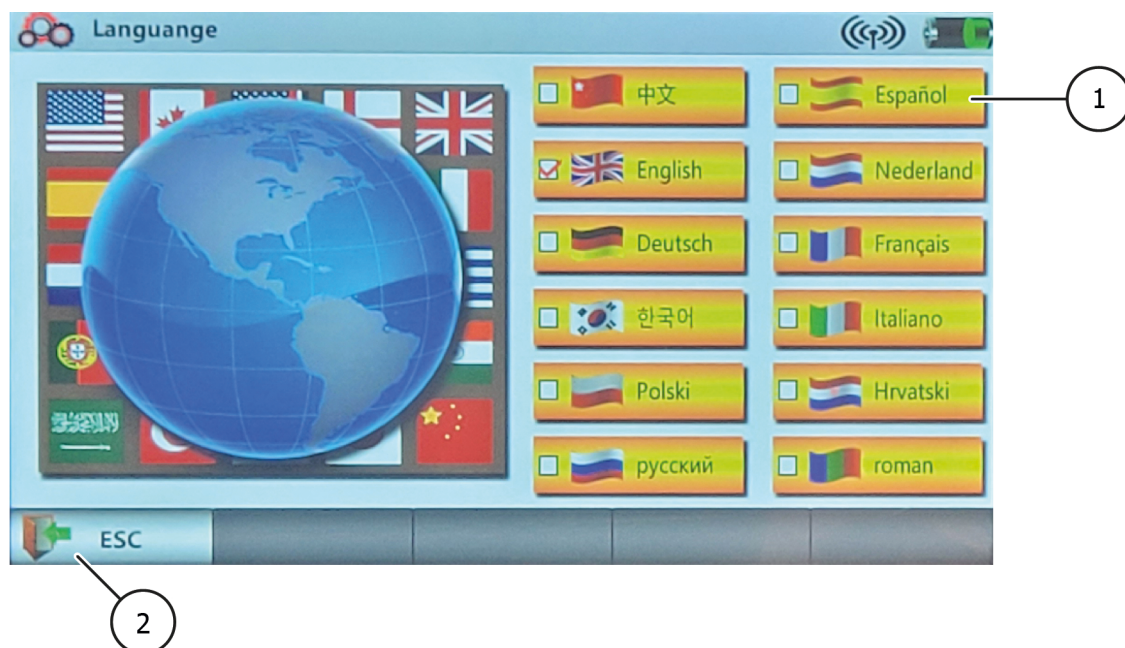 Languange
中文
Español
1
English
Nederland
Deutsch
Français
한국어
Italiano
Polski
Hrvatski
русский
roman
ESC
2